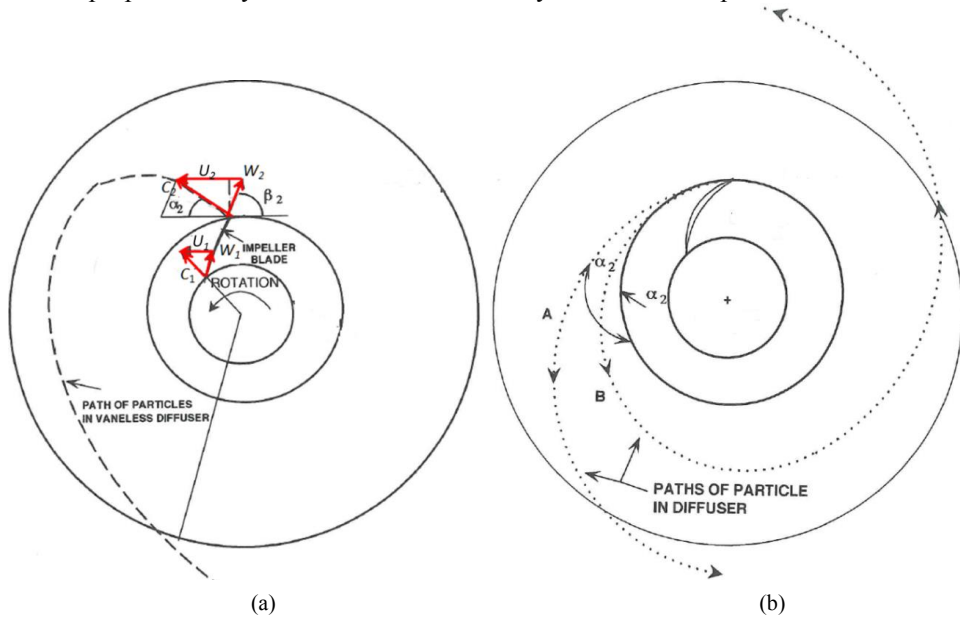 U₂
W₂
C₂
α₂
β₂
U₁
W₁
IMPELLER
BLADE
C₁
ROTATION
PATH OF PARTICLES
IN VANELESS DIFFUSER
(a)
α₂
α₂
A
+
B
PATHS OF PARTICLE
IN DIFFUSER
(b)